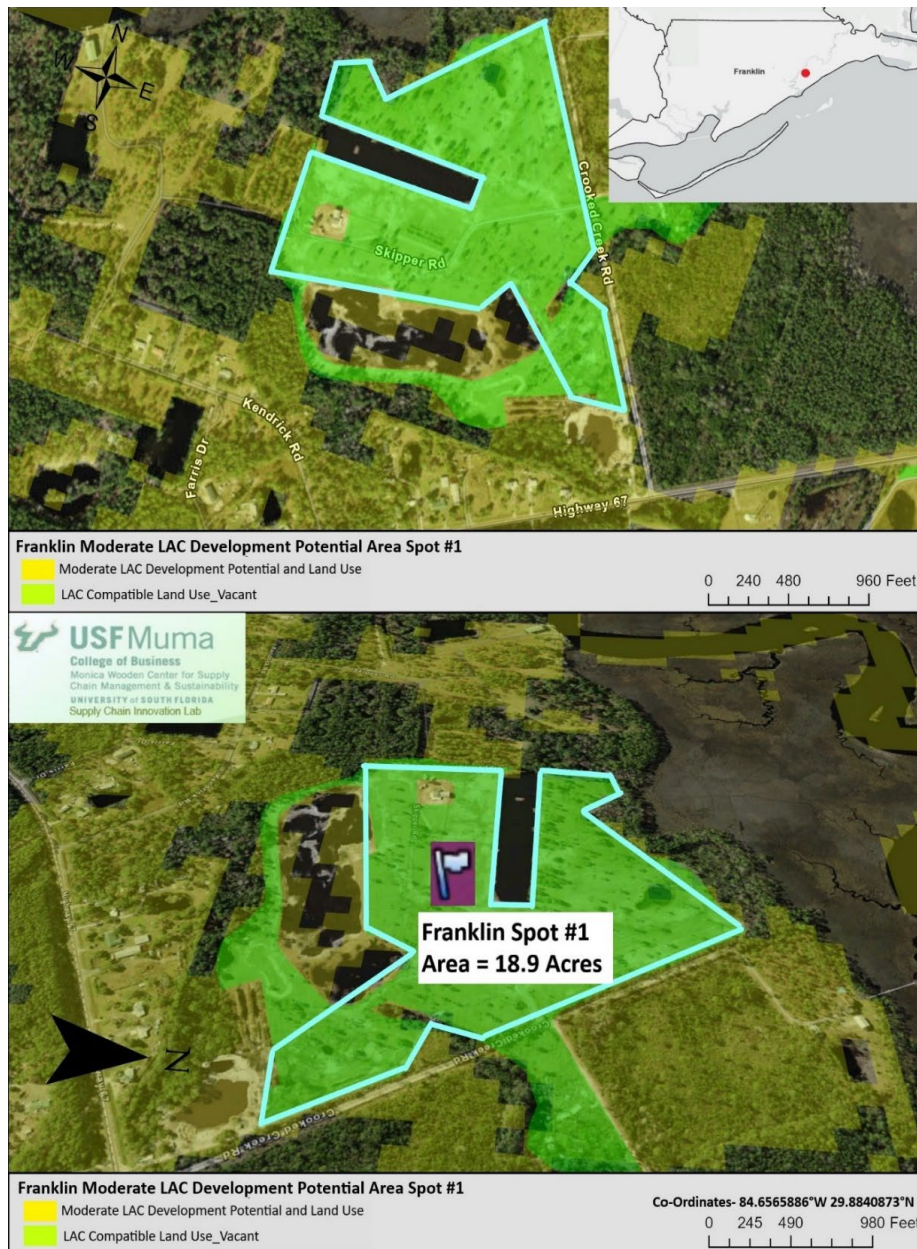 N
W
E
S
Franklin
Crooked Creek Rd
Skipper Rd
Kendrick Rd
Farris Dr
Highway 67
Franklin Moderate LAC Development Potential Area Spot #1
Moderate LAC Development Potential and Land Use
LAC Compatible Land Use_Vacant
0 240 480 960 Feet
USF Muma
College of Business
Monica Wooden Center for Supply
Chain Management & Sustainability
UNIVERSITY of SOUTH FLORIDA
Supply Chain Innovation Lab
Franklin Spot #1
Area = 18.9 Acres
N
Crooked Creek Rd
Crooked Creek Rd
Franklin Moderate LAC Development Potential Area Spot #1
Moderate LAC Development Potential and Land Use
LAC Compatible Land Use_Vacant
Co-Ordinates- 84.6565886°W 29.8840873°N
0 245 490 980 Feet